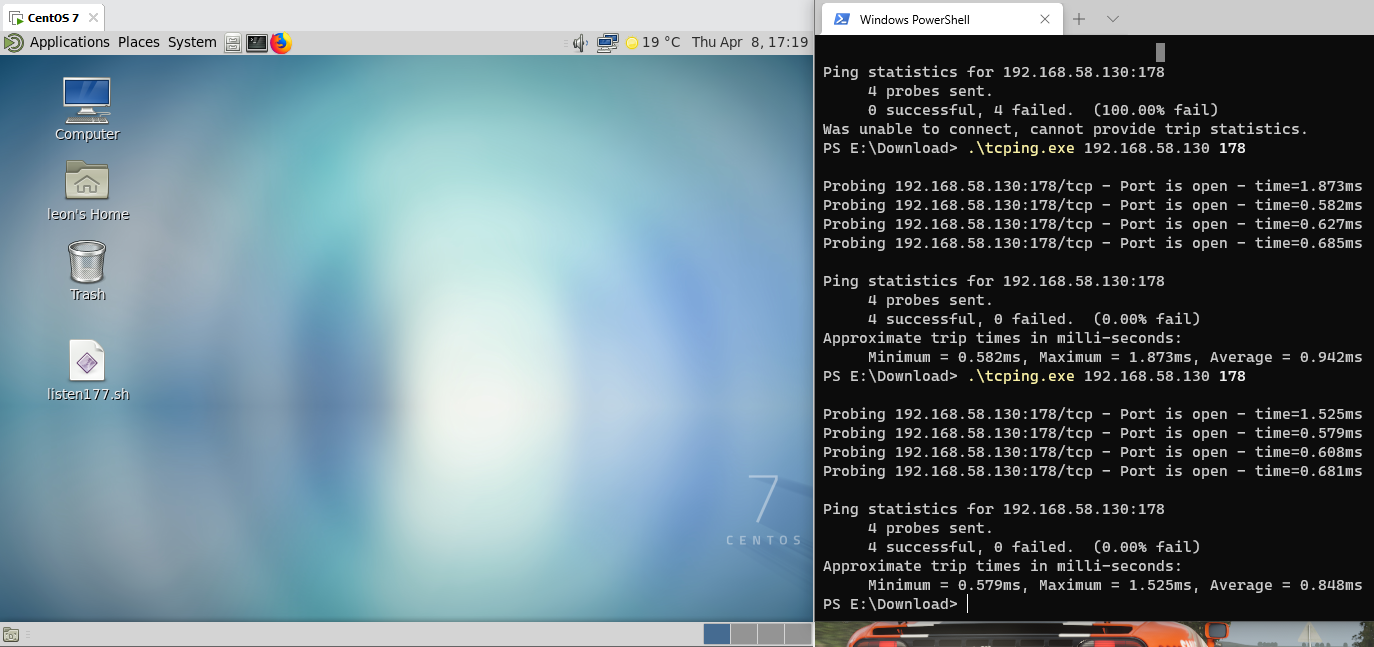 CentOS 7
Applications Places System 19 °C Thu Apr 8, 17:19
Computer
leon's Home
Trash
listen177.sh
7
CENTOS
Windows PowerShell
Ping statistics for 192.168.58.130:178
4 probes sent.
0 successful, 4 failed. (100.00% fail)
Was unable to connect, cannot provide trip statistics.
PS E:\Download> .\tcping.exe 192.168.58.130 178
Probing 192.168.58.130:178/tcp - Port is open - time=1.873ms
Probing 192.168.58.130:178/tcp - Port is open - time=0.582ms
Probing 192.168.58.130:178/tcp - Port is open - time=0.627ms
Probing 192.168.58.130:178/tcp - Port is open - time=0.685ms
Ping statistics for 192.168.58.130:178
4 probes sent.
4 successful, 0 failed. (0.00% fail)
Approximate trip times in milli-seconds:
Minimum = 0.582ms, Maximum = 1.873ms, Average = 0.942ms
PS E:\Download> .\tcping.exe 192.168.58.130 178
Probing 192.168.58.130:178/tcp - Port is open - time=1.525ms
Probing 192.168.58.130:178/tcp - Port is open - time=0.579ms
Probing 192.168.58.130:178/tcp - Port is open - time=0.608ms
Probing 192.168.58.130:178/tcp - Port is open - time=0.681ms
Ping statistics for 192.168.58.130:178
4 probes sent.
4 successful, 0 failed. (0.00% fail)
Approximate trip times in milli-seconds:
Minimum = 0.579ms, Maximum = 1.525ms, Average = 0.848ms
PS E:\Download>